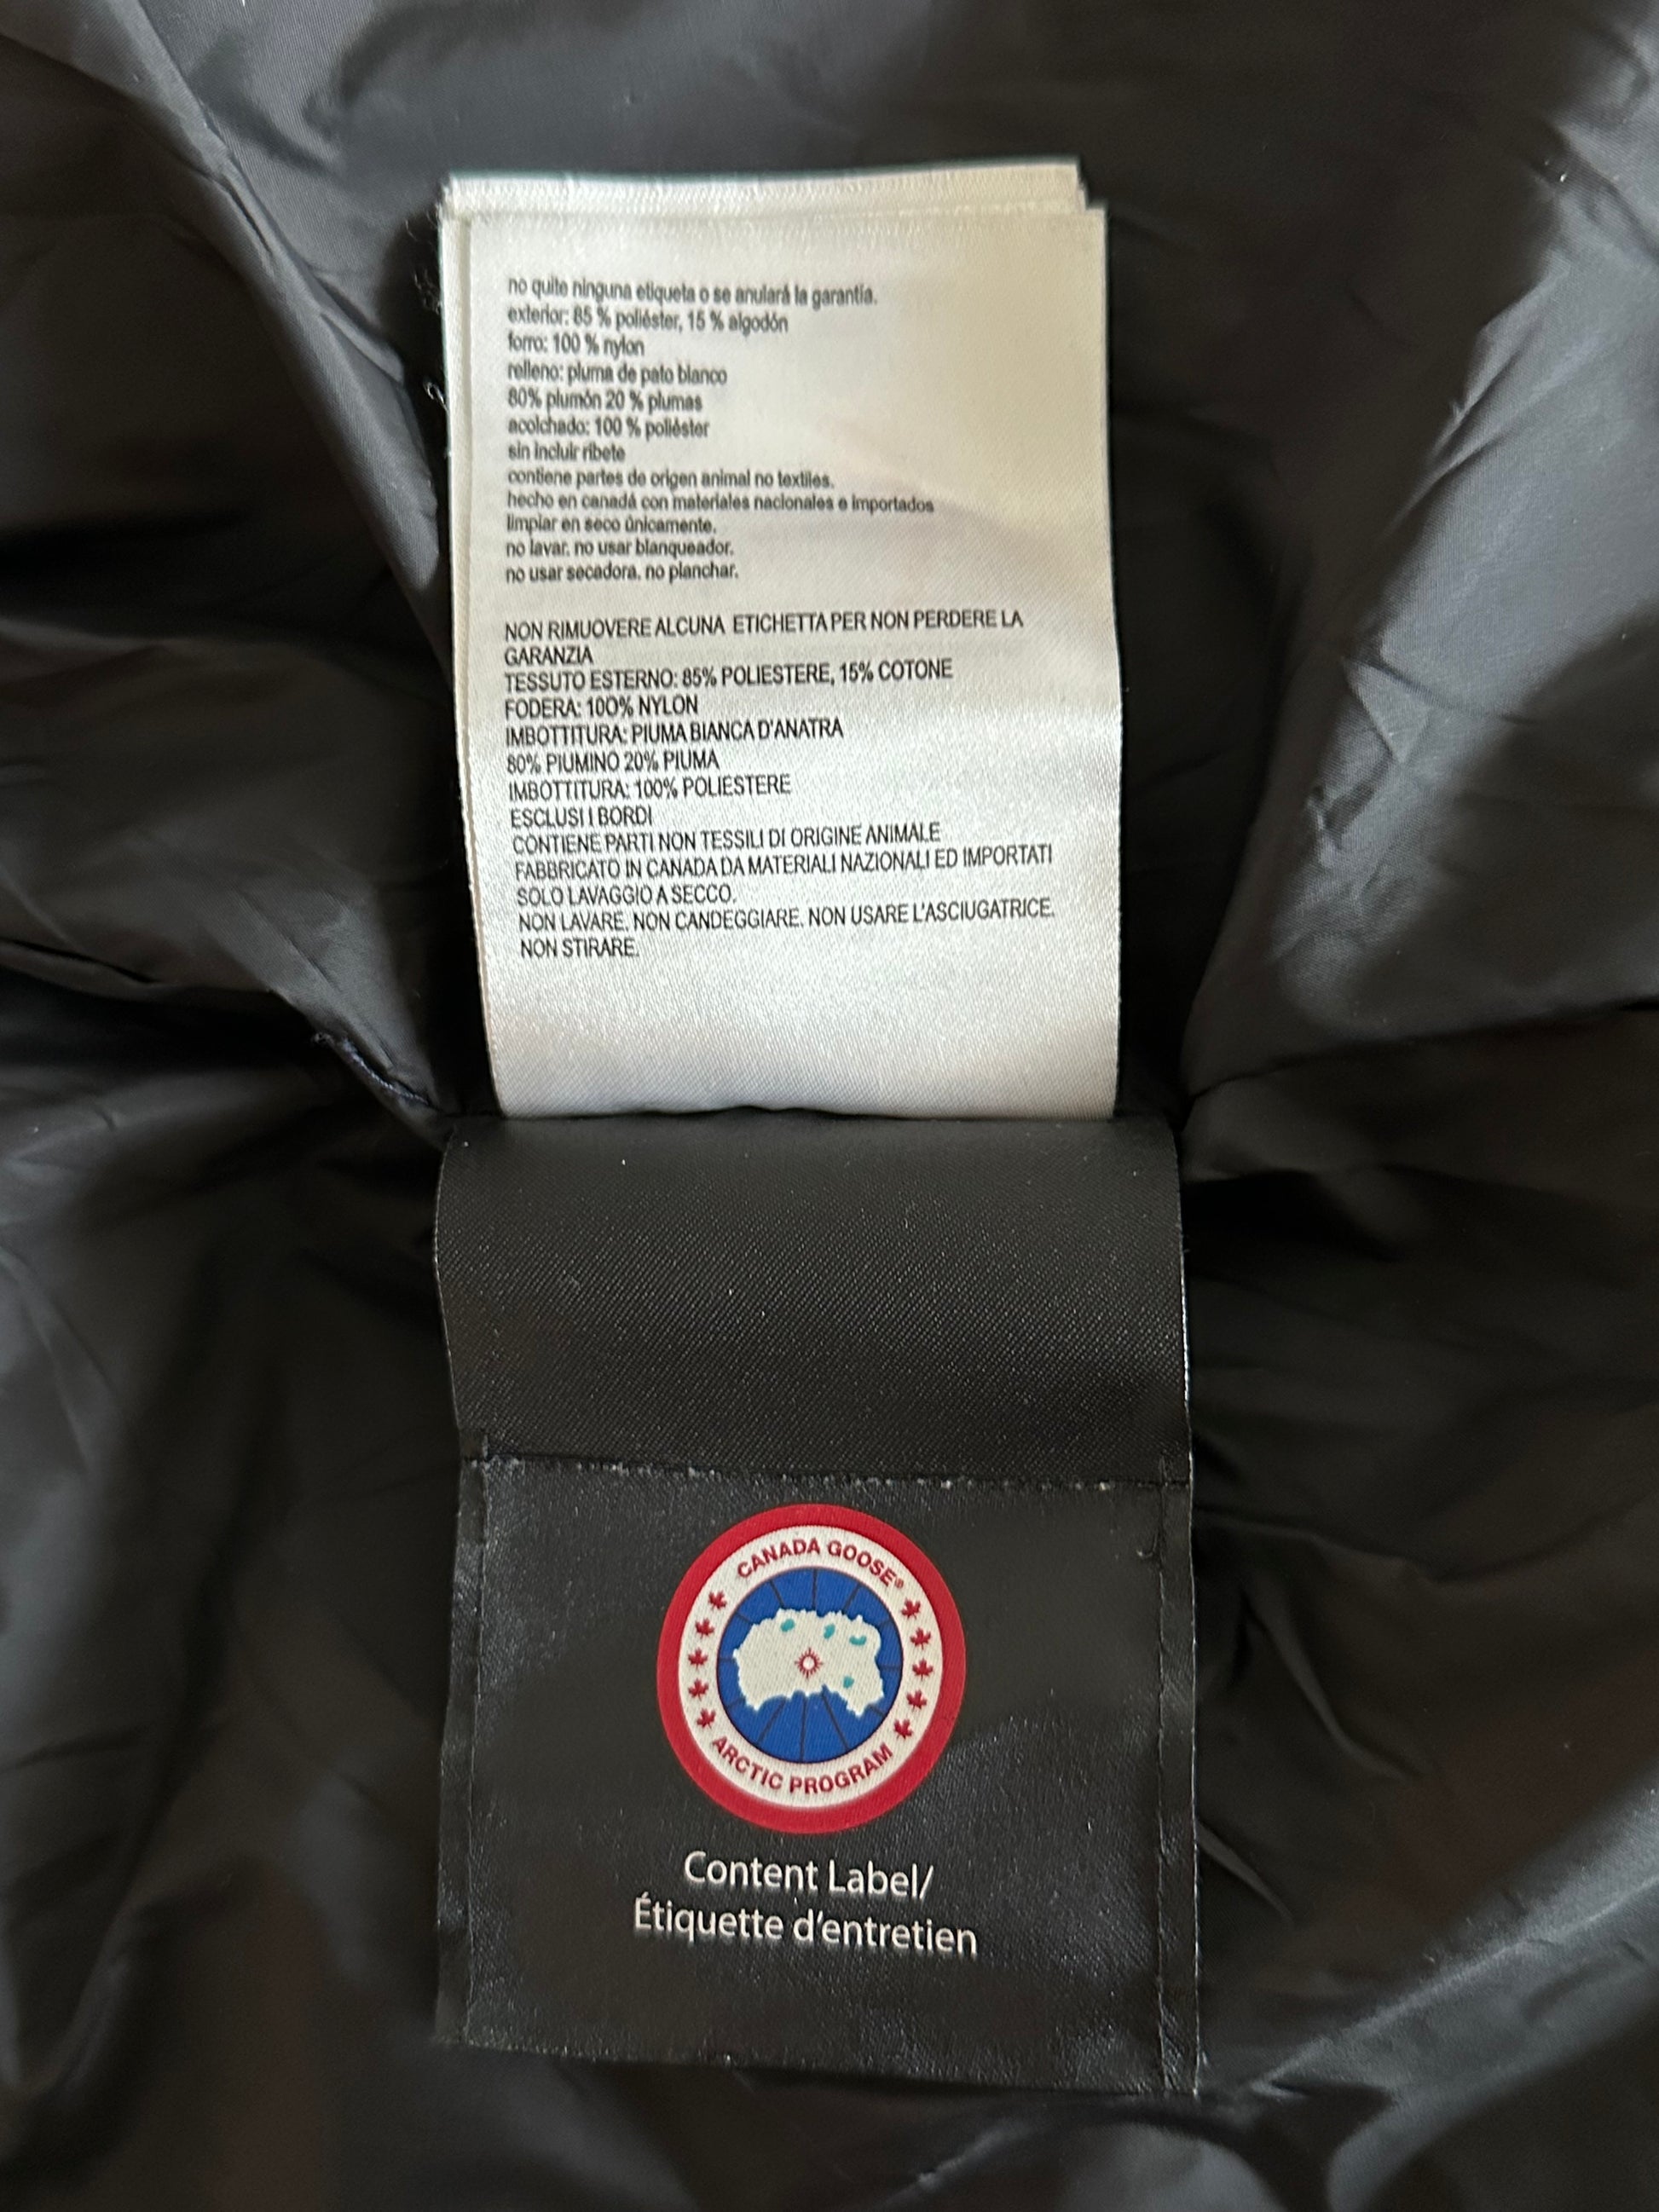 no quite ninguna etiqueta o se anulará la garantía.
exterior: 85 % poliéster, 15 % algodón
forro: 100 % nylon
relleno: pluma de pato blanco
80% plumón 20 % plumas
acolchado: 100 % poliéster
sin incluir ribete
contiene partes de origen animal no textiles.
hecho en canadá con materiales nacionales e importados
limpiar en seco únicamente.
no lavar. no usar blanqueador.
no usar secadora. no planchar.
NON RIMUOVERE ALCUNA ETICHETTA PER NON PERDERE LA
GARANZIA
TESSUTO ESTERNO: 85% POLIESTERE, 15% COTONE
FODERA: 100% NYLON
IMBOTTITURA: PIUMA BIANCA D'ANATRA
80% PIUMINO 20% PIUMA
IMBOTTITURA: 100% POLIESTERE
ESCLUSI I BORDI
CONTIENE PARTI NON TESSILI DI ORIGINE ANIMALE
FABBRICATO IN CANADA DA MATERIALI NAZIONALI ED IMPORTATI
SOLO LAVAGGIO A SECCO.
NON LAVARE. NON CANDEGGIARE. NON USARE L'ASCIUGATRICE.
NON STIRARE.
CANADA GOOSE®
ARCTIC PROGRAM
Content Label/
Étiquette d'entretien